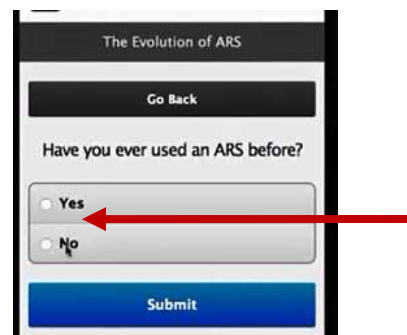 The Evolution of ARS
Go Back
Have you ever used an ARS before?
Yes
No
Submit